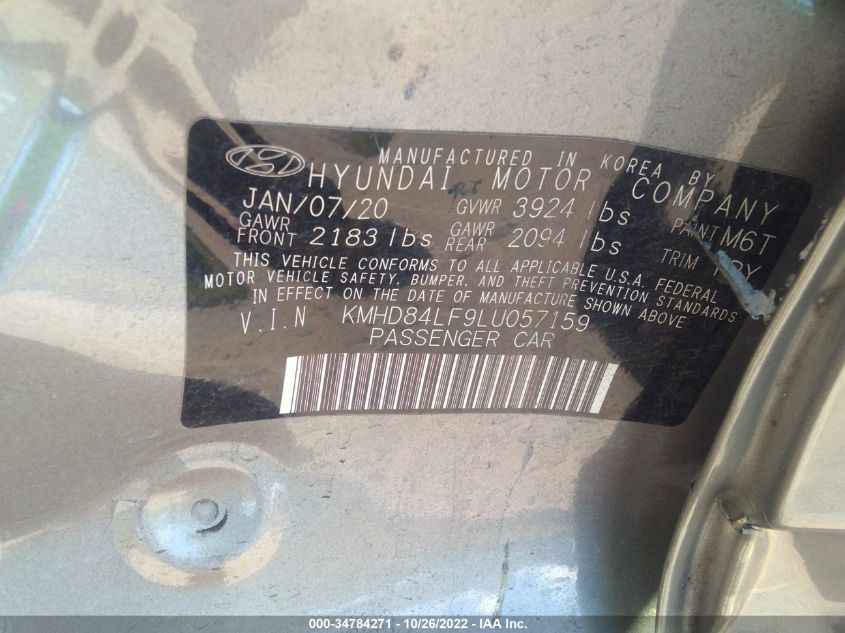 MANUFACTURED IN KOREA BY
HYUNDAI MOTOR COMPANY
JAN/07/20 GVWR 3924 lbs PAINT M6T
GAWR FRONT 2183 lbs GAWR REAR 2094 lbs TRIM
THIS VEHICLE CONFORMS TO ALL APPLICABLE U.S.A. FEDERAL
MOTOR VEHICLE SAFETY, BUMPER, AND THEFT PREVENTION STANDARDS
IN EFFECT ON THE DATE OF MANUFACTURE SHOWN ABOVE
V.I.N KMHD84LF9LU057159
PASSENGER CAR
000-34784271 - 10/26/2022 - IAA Inc.